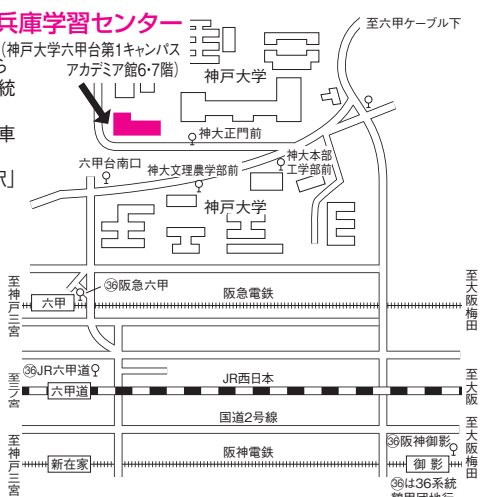 兵庫学習センター
(神戸大学六甲台第1キャンパス
アカデミア館6・7階)
ら
統
車
」
至六甲ケーブル下
神戸大学
神大正門前
六甲台南口
神大文理農学部前
神大本部
工学部前
神戸大学
㊱阪急六甲
阪急電鉄
六甲
至神戸三宮
至大阪梅田
㊱JR六甲道
JR西日本
六甲道
至三ノ宮
至大阪
国道2号線
阪神電鉄
㊱阪神御影
新在家
御影
至神戸三宮
至大阪梅田
㊱は36系統